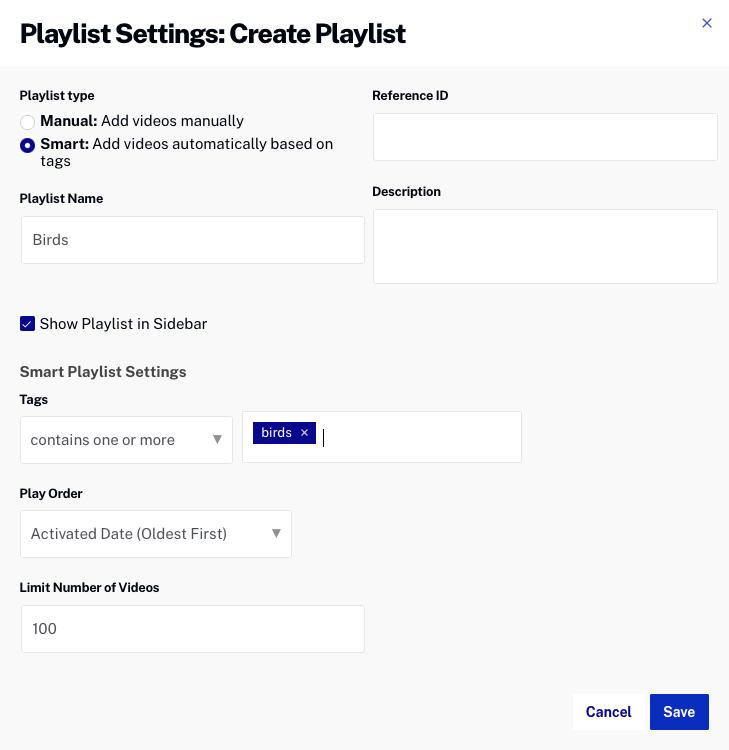 Playlist Settings: Create Playlist
Playlist type
Manual: Add videos manually
Smart: Add videos automatically based on
tags
Reference ID
Playlist Name
Birds
Description
Show Playlist in Sidebar
Smart Playlist Settings
Tags
contains one or more
birds ×
Play Order
Activated Date (Oldest First)
Limit Number of Videos
100
Cancel
Save